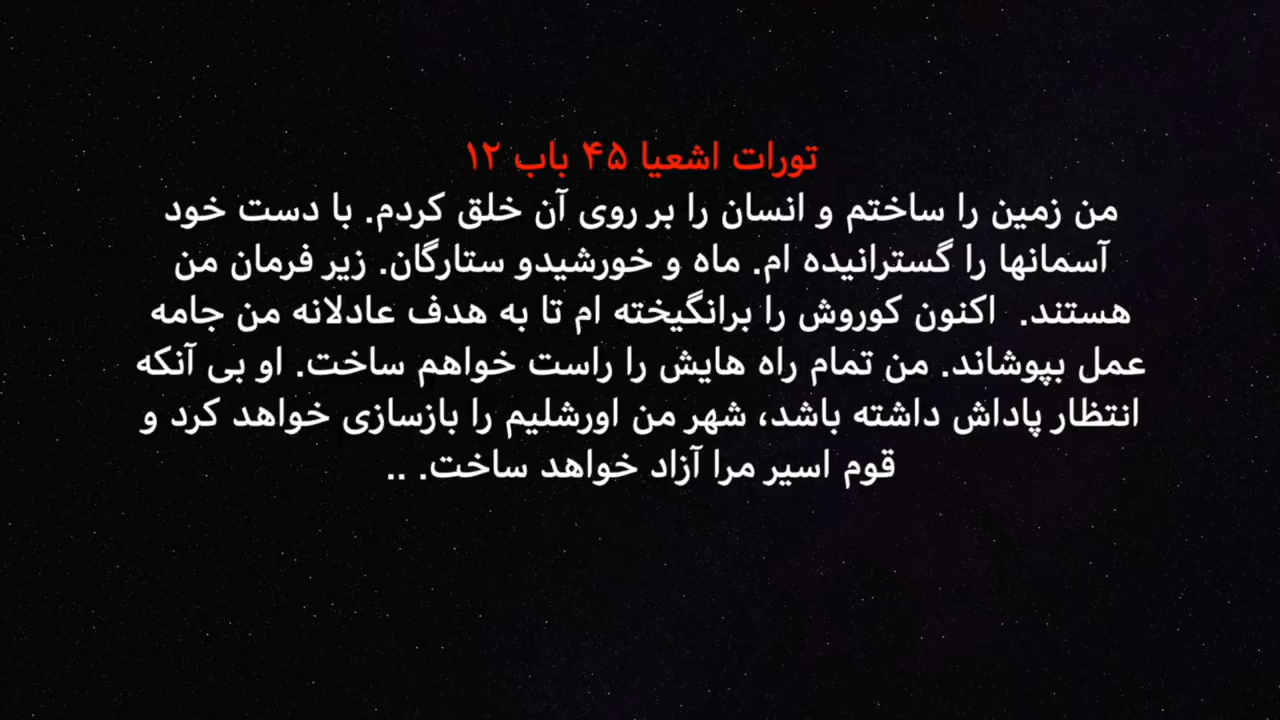 تورات اشعیا ۴۵ باب ۱۲
من زمین را ساختم و انسان را بر روی آن خلق کردم. با دست خود
آسمانها را گسترانیده ام. ماه و خورشیدو ستارگان. زیر فرمان من
هستند.  اکنون کوروش را برانگیخته ام تا به هدف عادلانه من جامه
عمل بپوشاند. من تمام راه هایش را راست خواهم ساخت. او بی آنکه
انتظار پاداش داشته باشد، شهر من اورشلیم را بازسازی خواهد کرد و
قوم اسیر مرا آزاد خواهد ساخت. ..